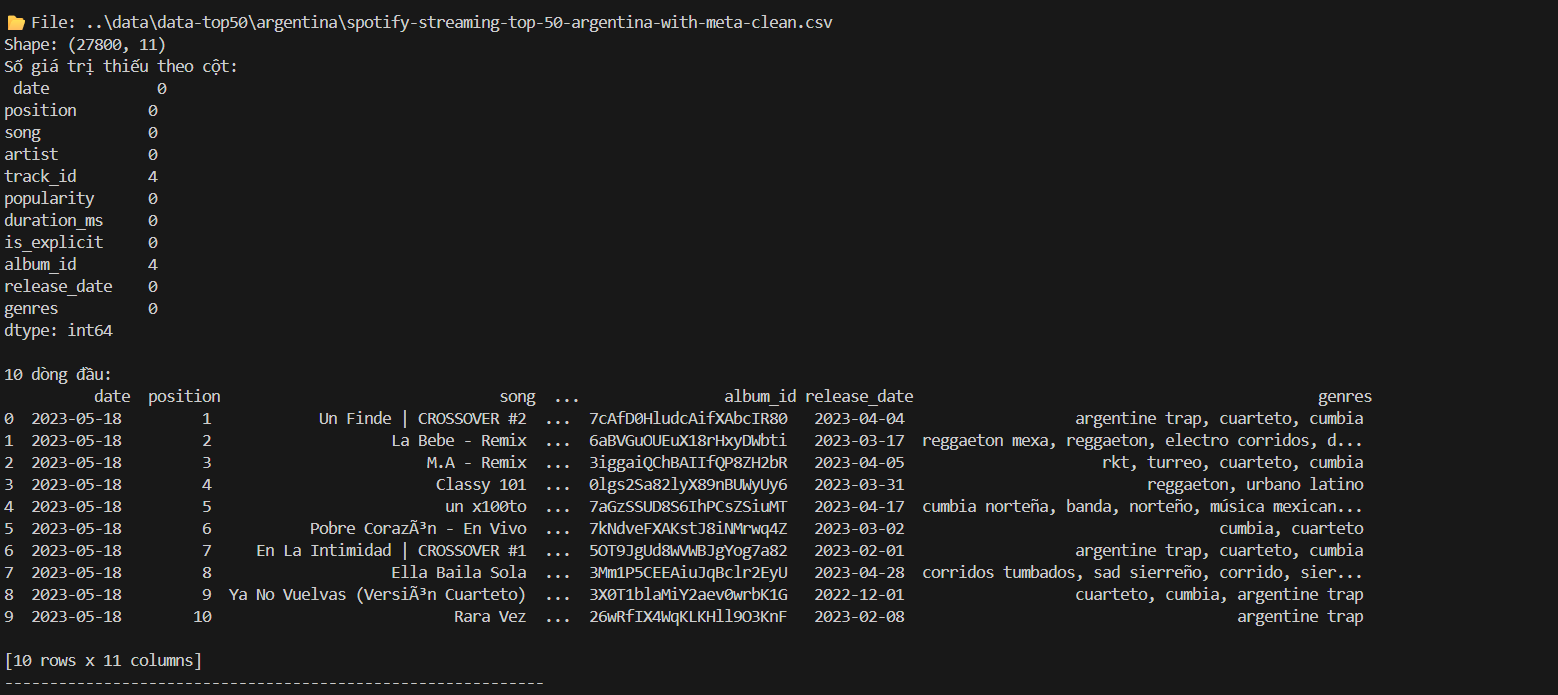 File: ..\data\data-top50\argentina\spotify-streaming-top-50-argentina-with-meta-clean.csv
Shape: (27800, 11)
Số giá trị thiếu theo cột:
 date            0
position        0
song            0
artist          0
track_id        4
popularity      0
duration_ms     0
is_explicit     0
album_id        4
release_date    0
genres          0
dtype: int64

10 dòng đầu:
date position song ... album_id release_date genres
0 2023-05-18 1 Un Finde | CROSSOVER #2 ... 7cAfD0HludcAifXAbcIR80 2023-04-04 argentine trap, cuarteto, cumbia
1 2023-05-18 2 La Bebe - Remix ... 6aBVGuOUEuX18rHxyDWbti 2023-03-17 reggaeton mexa, reggaeton, electro corridos, d...
2 2023-05-18 3 M.A - Remix ... 3iggaiQChBAIIfQP8ZH2bR 2023-04-05 rkt, turreo, cuarteto, cumbia
3 2023-05-18 4 Classy 101 ... 0lgs2Sa82lyX89nBUWyUy6 2023-03-31 reggaeton, urbano latino
4 2023-05-18 5 un x100to ... 7aGzSSUD8S6IhPCsZSiuMT 2023-04-17 cumbia norteña, banda, norteño, música mexican...
5 2023-05-18 6 Pobre CorazÃ³n - En Vivo ... 7kNdveFXAKstJ8iNMrwq4Z 2023-03-02 cumbia, cuarteto
6 2023-05-18 7 En La Intimidad | CROSSOVER #1 ... 5OT9JgUd8WVWBJgYog7a82 2023-02-01 argentine trap, cuarteto, cumbia
7 2023-05-18 8 Ella Baila Sola ... 3Mm1P5CEEAiuJqBclr2EyU 2023-04-28 corridos tumbados, sad sierreño, corrido, sier...
8 2023-05-18 9 Ya No Vuelvas (VersiÃ³n Cuarteto) ... 3X0T1blaMiY2aev0wrbK1G 2022-12-01 cuarteto, cumbia, argentine trap
9 2023-05-18 10 Rara Vez ... 26wRfIX4WqKLKHll9O3KnF 2023-02-08 argentine trap

[10 rows x 11 columns]
------------------------------------------------------------